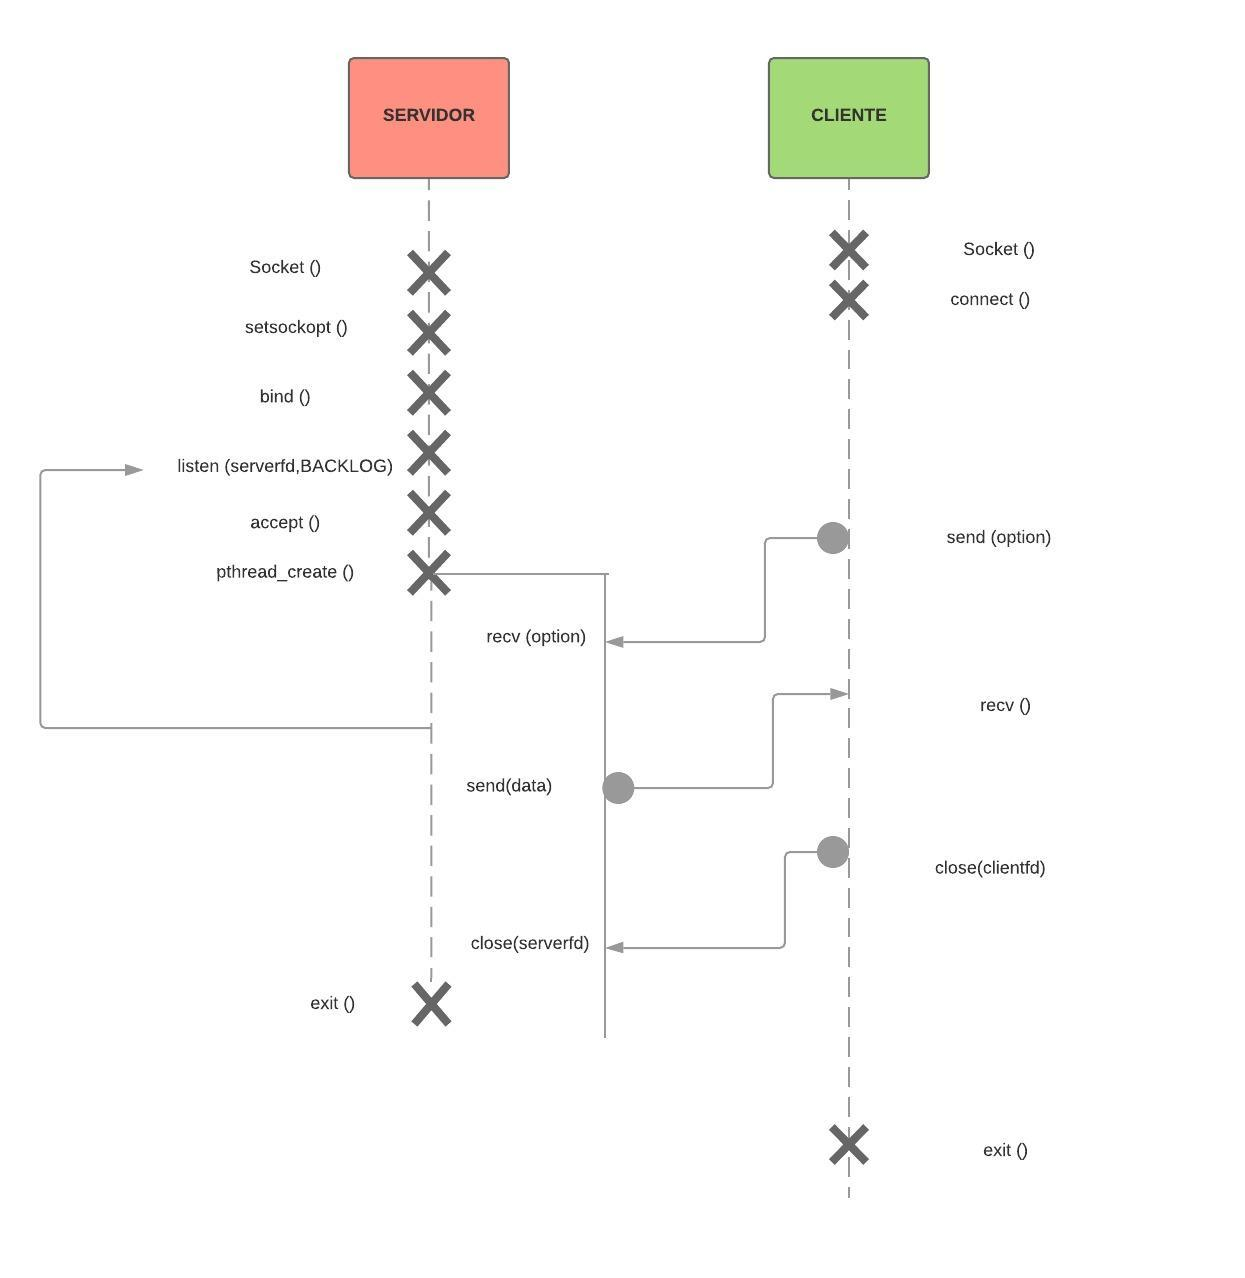 SERVIDOR
CLIENTE
Socket ()
Socket ()
connect ()
setsockopt ()
bind ()
listen (serverfd,BACKLOG)
accept ()
send (option)
pthread_create ()
recv (option)
recv ()
send(data)
close(clientfd)
close(serverfd)
exit ()
exit ()